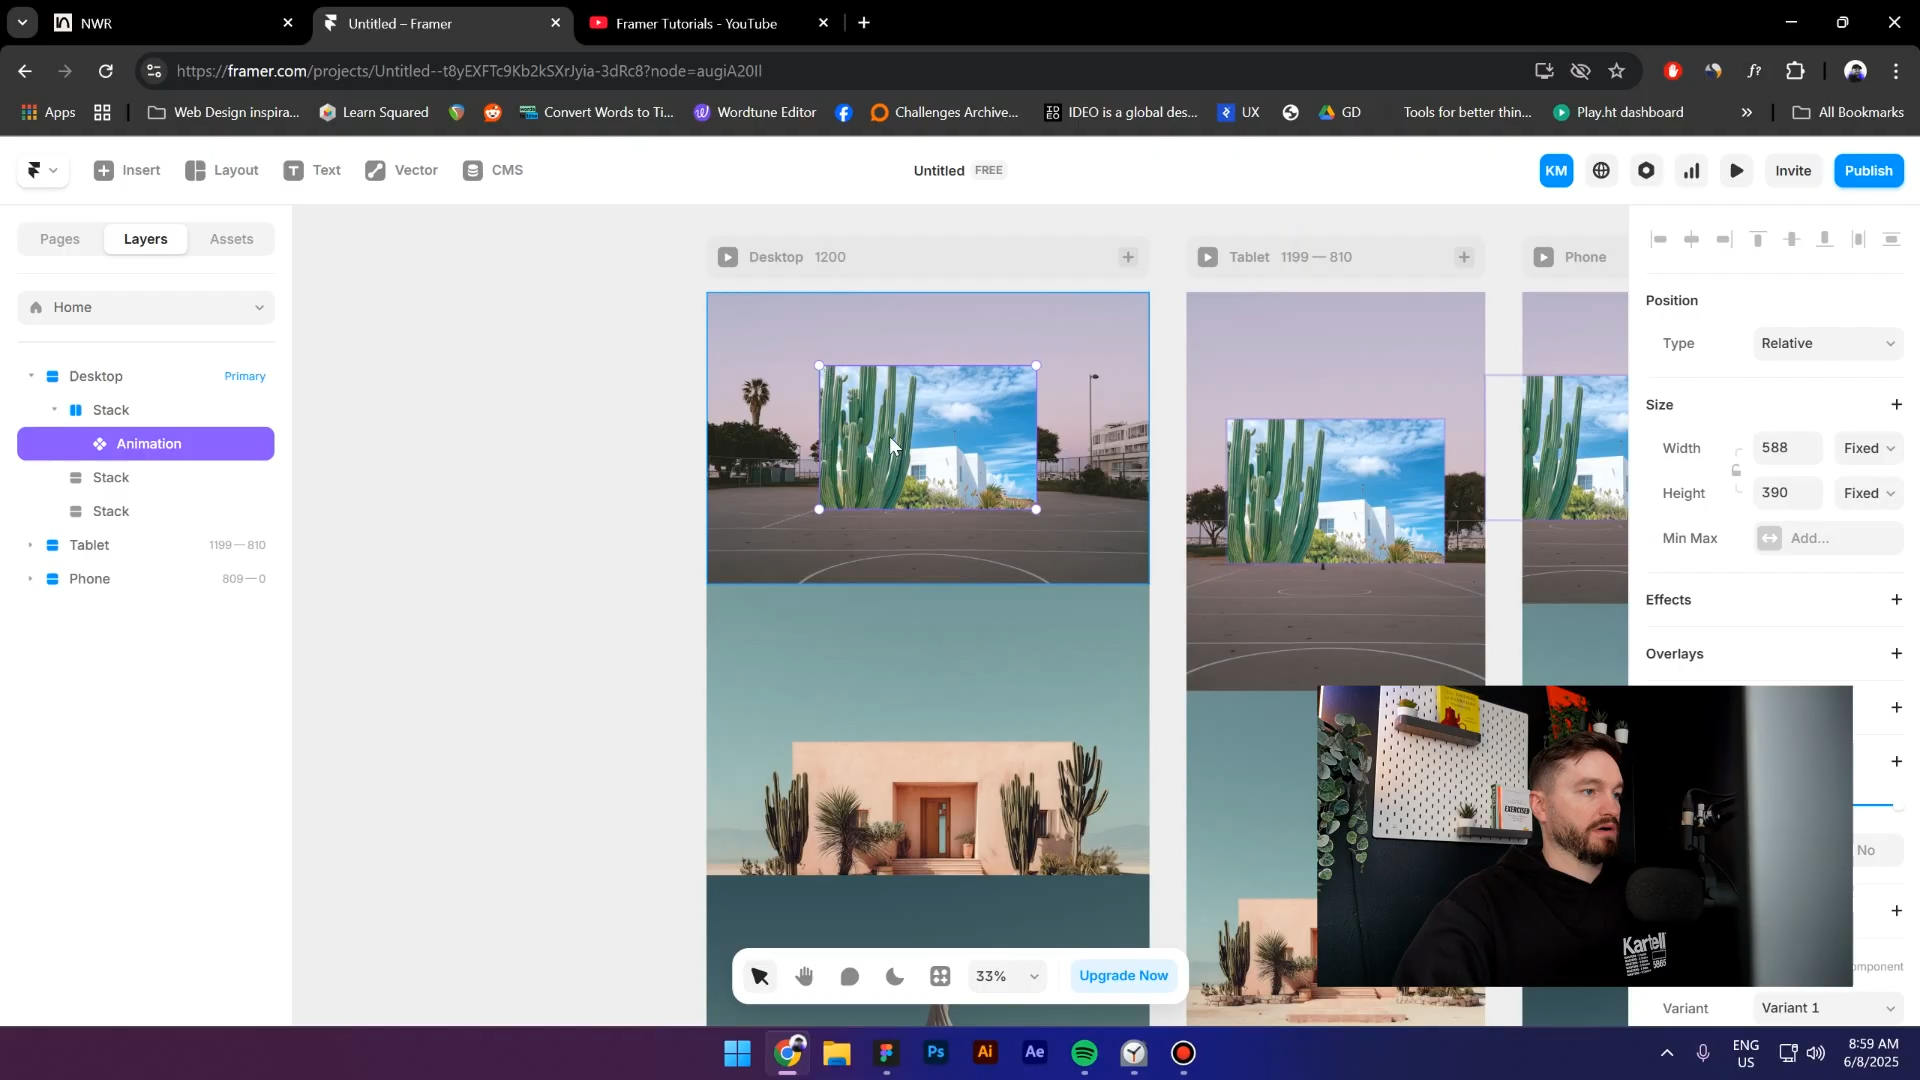 NWR
Untitled – Framer
Framer Tutorials - YouTube
https://framer.com/projects/Untitled--t8yEXFTc9Kb2kSXrJyia-3dRc8?node=augiA20Il
Apps
Web Design inspira...
Learn Squared
Convert Words to Ti...
Wordtune Editor
Challenges Archive...
IDEO is a global des...
UX
GD
Tools for better thin...
Play.ht dashboard
»
All Bookmarks
Insert
Layout
Text
Vector
CMS
Untitled FREE
KM
Invite
Publish
Pages
Layers
Assets
Home
Desktop
Primary
Stack
Animation
Stack
Stack
Tablet
1199 — 810
Phone
809 — 0
Desktop 1200
Tablet 1199 — 810
Phone
Position
Type
Relative
Size
Width
588
Fixed
Height
390
Fixed
Min Max
Add...
Effects
Overlays
No
omponent
Variant
Variant 1
EXERCISED
Kartell
33%
Upgrade Now
Ps
Ai
Ae
ENG
US
8:59 AM
6/8/2025